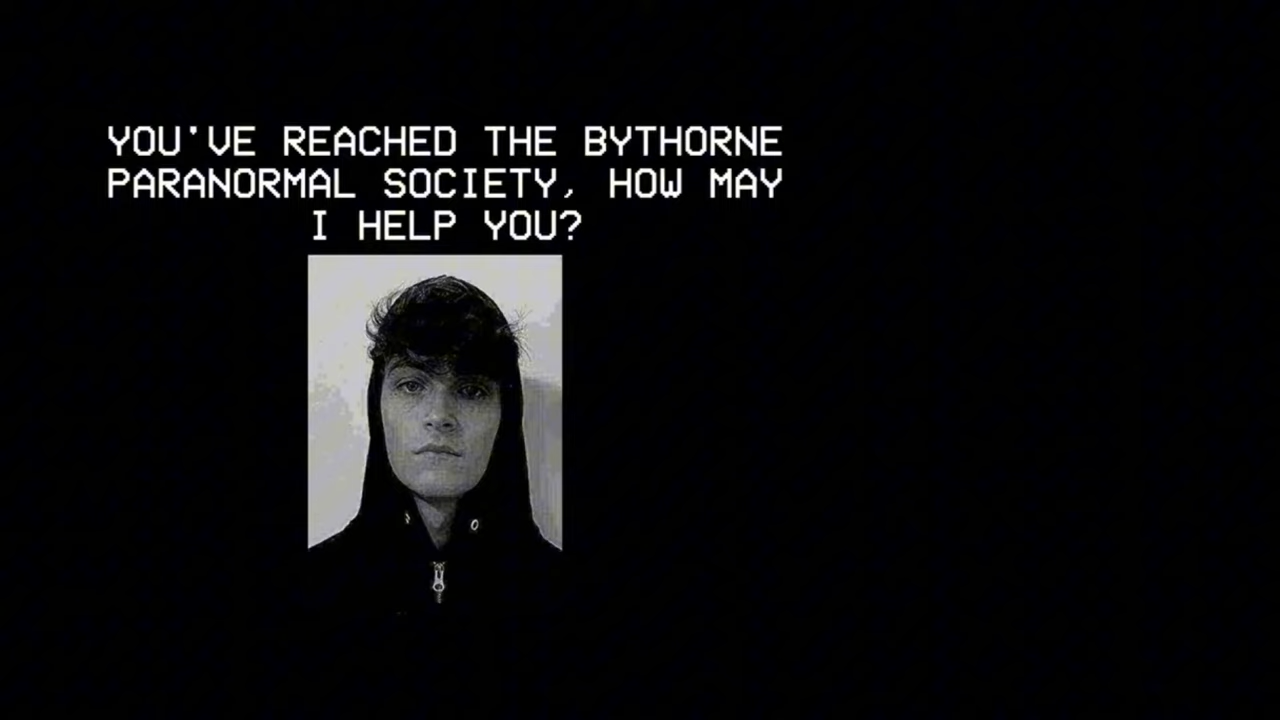 YOU'VE REACHED THE BYTHORNE
PARANORMAL SOCIETY, HOW MAY
I HELP YOU?